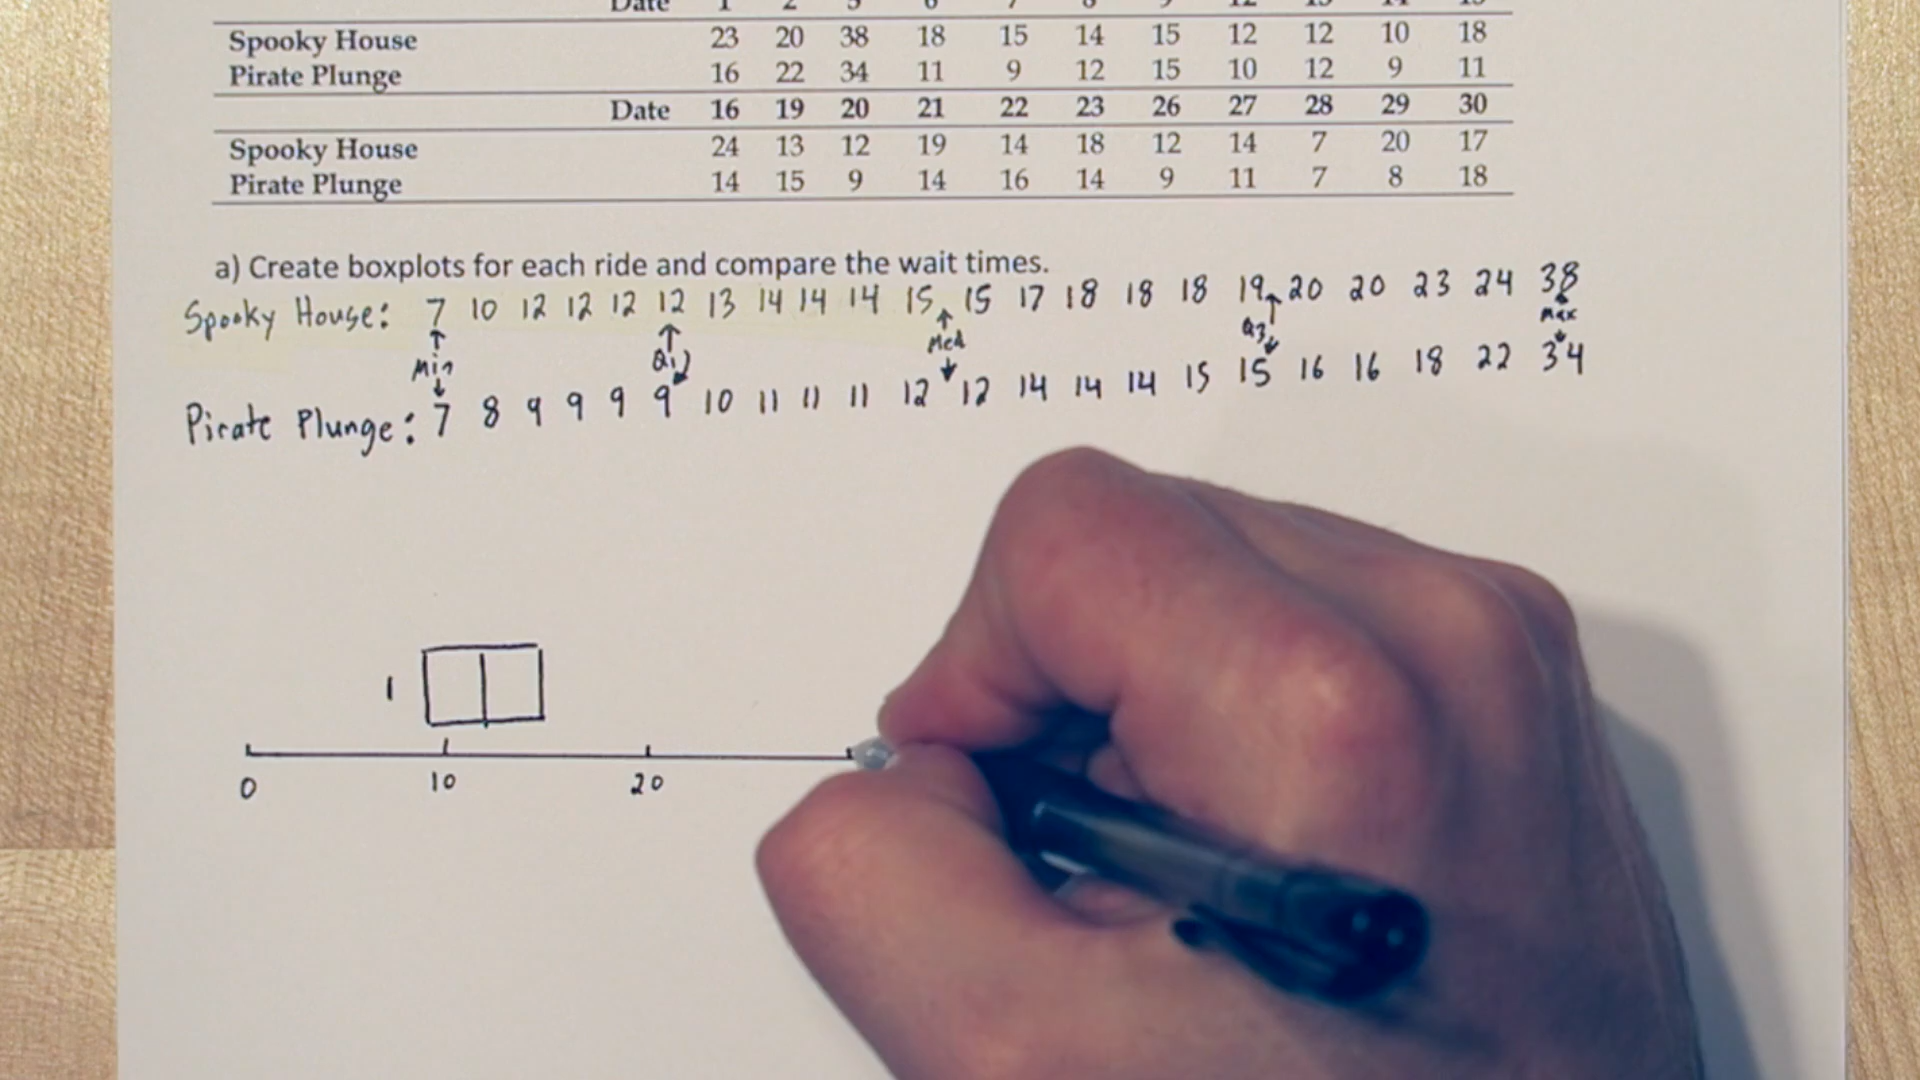 Date 1 2 5 6 7 8 9 12 13 14 15
Spooky House 23 20 38 18 15 14 15 12 12 10 18
Pirate Plunge 16 22 34 11 9 12 15 10 12 9 11
Date 16 19 20 21 22 23 26 27 28 29 30
Spooky House 24 13 12 19 14 18 12 14 7 20 17
Pirate Plunge 14 15 9 14 16 14 9 11 7 8 18
a) Create boxplots for each ride and compare the wait times.
Spooky House: 7 10 12 12 12 12 13 14 14 14 15 15 17 18 18 18 19 20 20 23 24 38
Min Q1 Med Q3 Max
Pirate Plunge: 7 8 9 9 9 9 10 11 11 11 12 12 14 14 14 15 15 16 16 18 22 34
0 10 20